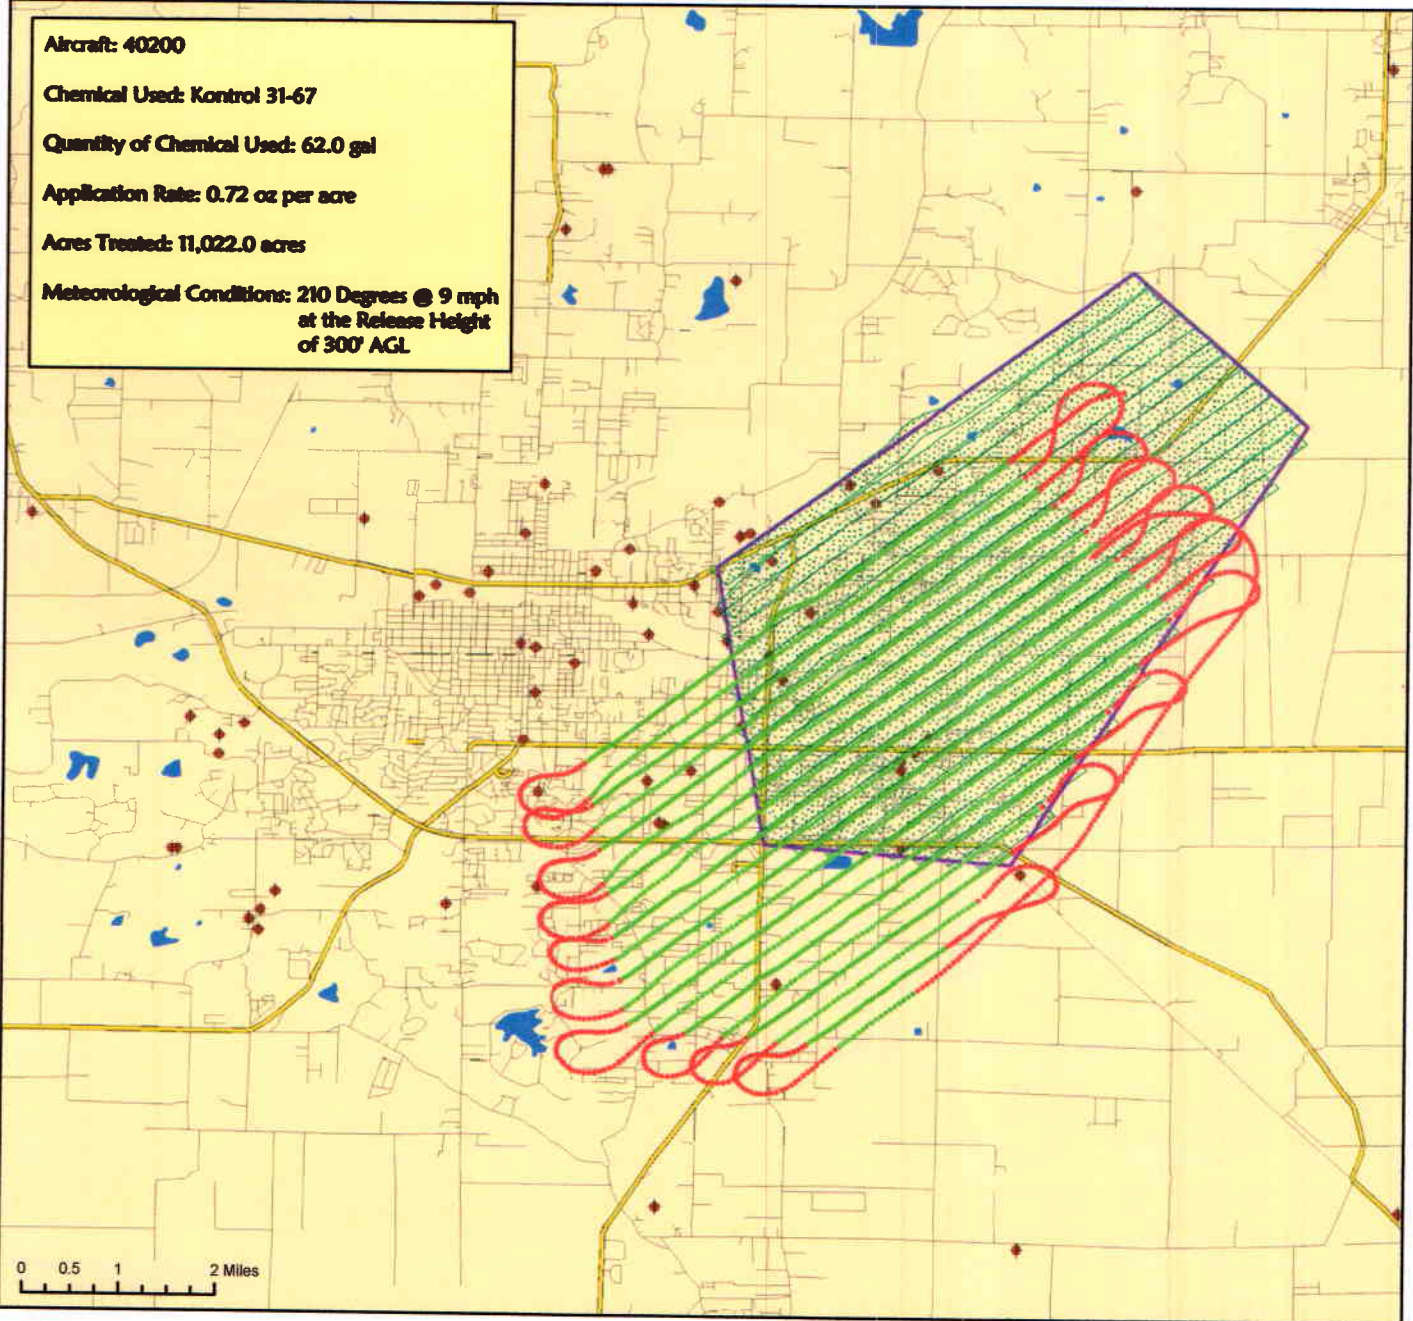 Aircraft: 40200
Chemical Used: Kontrol 31-67
Quantity of Chemical Used: 62.0 gal
Application Rate: 0.72 oz per acre
Acres Treated: 11,022.0 acres
Meteorological Conditions: 210 Degrees @ 9 mph
at the Release Height
of 300' AGL
0 0.5 1 2 Miles